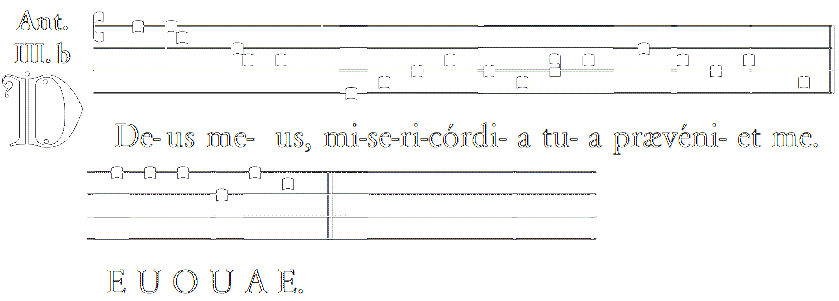 Ant.
III. b
D
De- us me- us, mi-se-ri-córdi- a tu- a prævéni- et me.
E U O U A E.